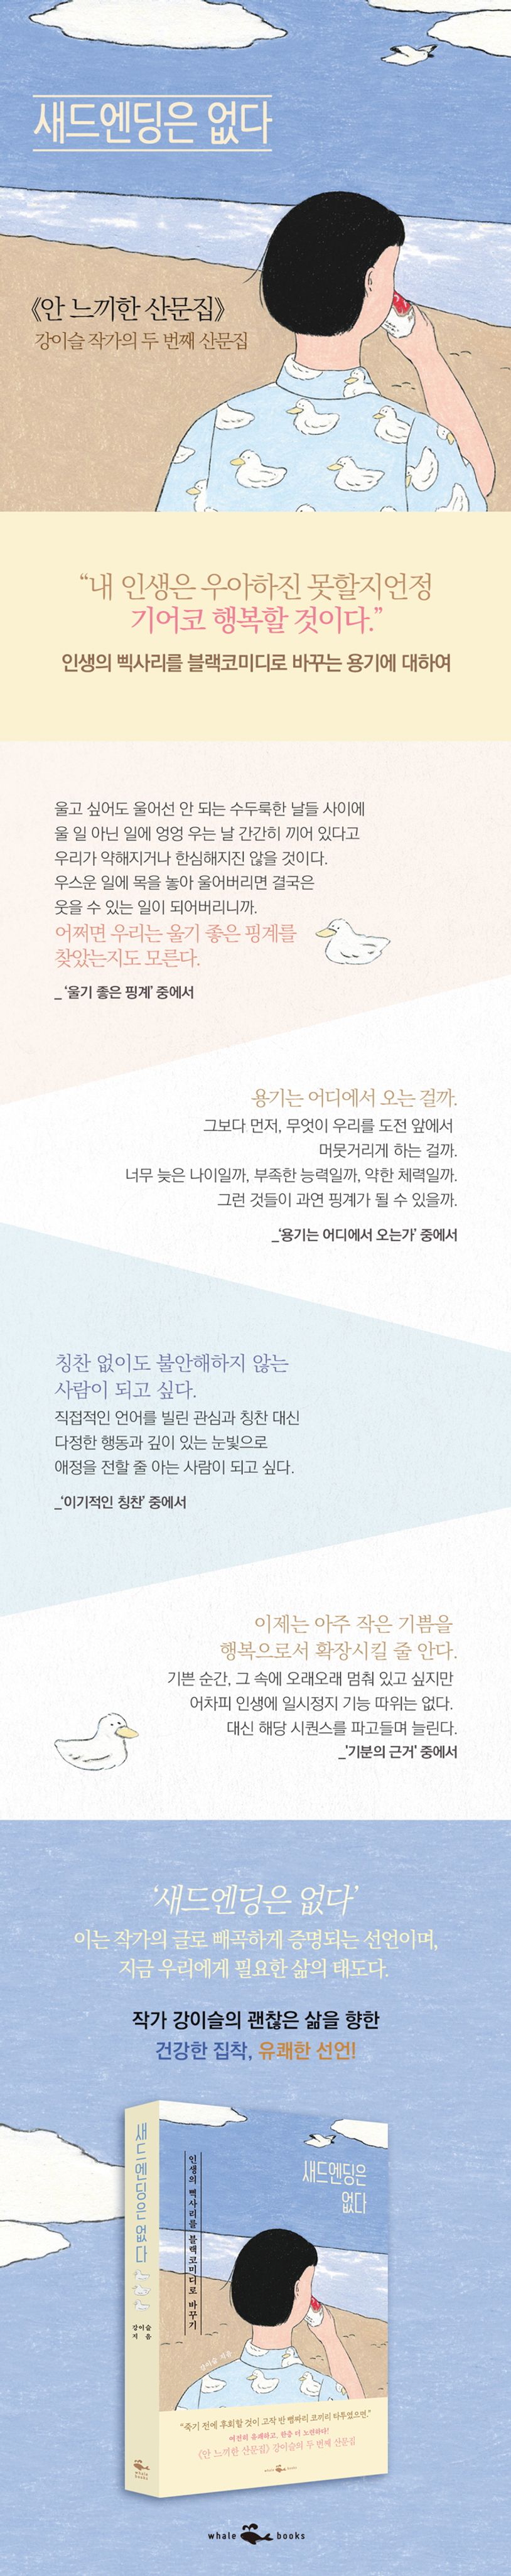 새드엔딩은 없다
《안 느끼한 산문집》
강이슬 작가의 두 번째 산문집
“내 인생은 우아하진 못할지언정
기어코 행복할 것이다.”
인생의 삑사리를 블랙코미디로 바꾸는 용기에 대하여
울고 싶어도 울어선 안 되는 수두룩한 날들 사이에
울 일 아닌 일에 엉엉 우는 날 간간히 끼어 있다고
우리가 약해지거나 한심해지진 않을 것이다.
우스운 일에 목을 놓아 울어버리면 결국은
웃을 수 있는 일이 되어버리니까.
어쩌면 우리는 울기 좋은 핑계를
찾았는지도 모른다.
_ ‘울기 좋은 핑계’ 중에서
용기는 어디에서 오는 걸까.
그보다 먼저, 무엇이 우리를 도전 앞에서
머뭇거리게 하는 걸까.
너무 늦은 나이일까, 부족한 능력일까, 약한 체력일까.
그런 것들이 과연 핑계가 될 수 있을까.
_‘용기는 어디에서 오는가’ 중에서
칭찬 없이도 불안해하지 않는
사람이 되고 싶다.
직접적인 언어를 빌린 관심과 칭찬 대신
다정한 행동과 깊이 있는 눈빛으로
애정을 전할 줄 아는 사람이 되고 싶다.
_‘이기적인 칭찬’ 중에서
이제는 아주 작은 기쁨을
행복으로서 확장시킬 줄 안다.
기쁜 순간, 그 속에 오래오래 멈춰 있고 싶지만
어차피 인생에 일시정지 기능 따위는 없다.
대신 해당 시퀀스를 파고들며 늘린다.
_'기분의 근거' 중에서
‘새드엔딩은 없다’
이는 작가의 글로 빼곡하게 증명되는 선언이며,
지금 우리에게 필요한 삶의 태도다.
작가 강이슬의 괜찮은 삶을 향한
건강한 집착, 유쾌한 선언!
새드엔딩은 없다
강이슬
지음
whale
books
인생의 삑사리를 블랙코미디로 바꾸기
새드엔딩은
없다
강이슬 지음
“죽기 전에 후회할 것이 고작 반 뼘짜리 코끼리 타투였으면.”
여전히 유쾌하고, 한층 더 노련하다!
《안 느끼한 산문집》 강이슬의 두 번째 산문집
whale books
whale books